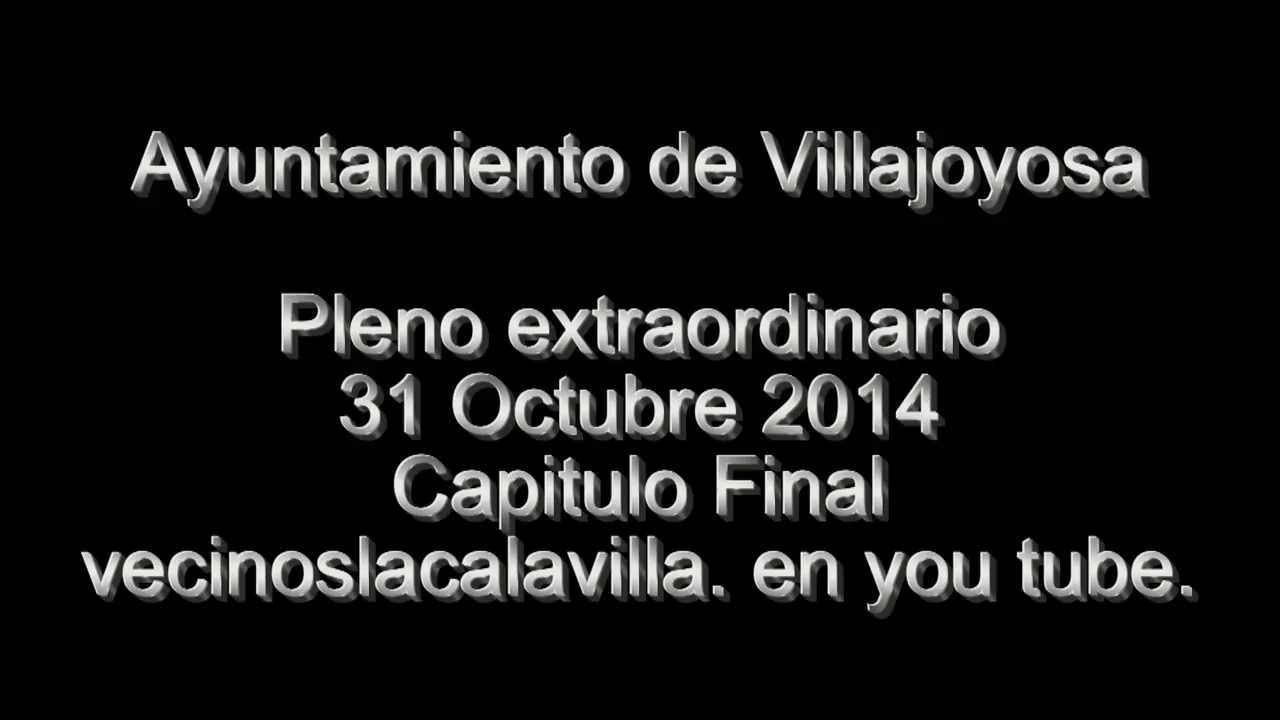 Ayuntamiento de Villajoyosa
Pleno extraordinario
31 Octubre 2014
Capitulo Final
vecinoslacalavilla. en you tube.